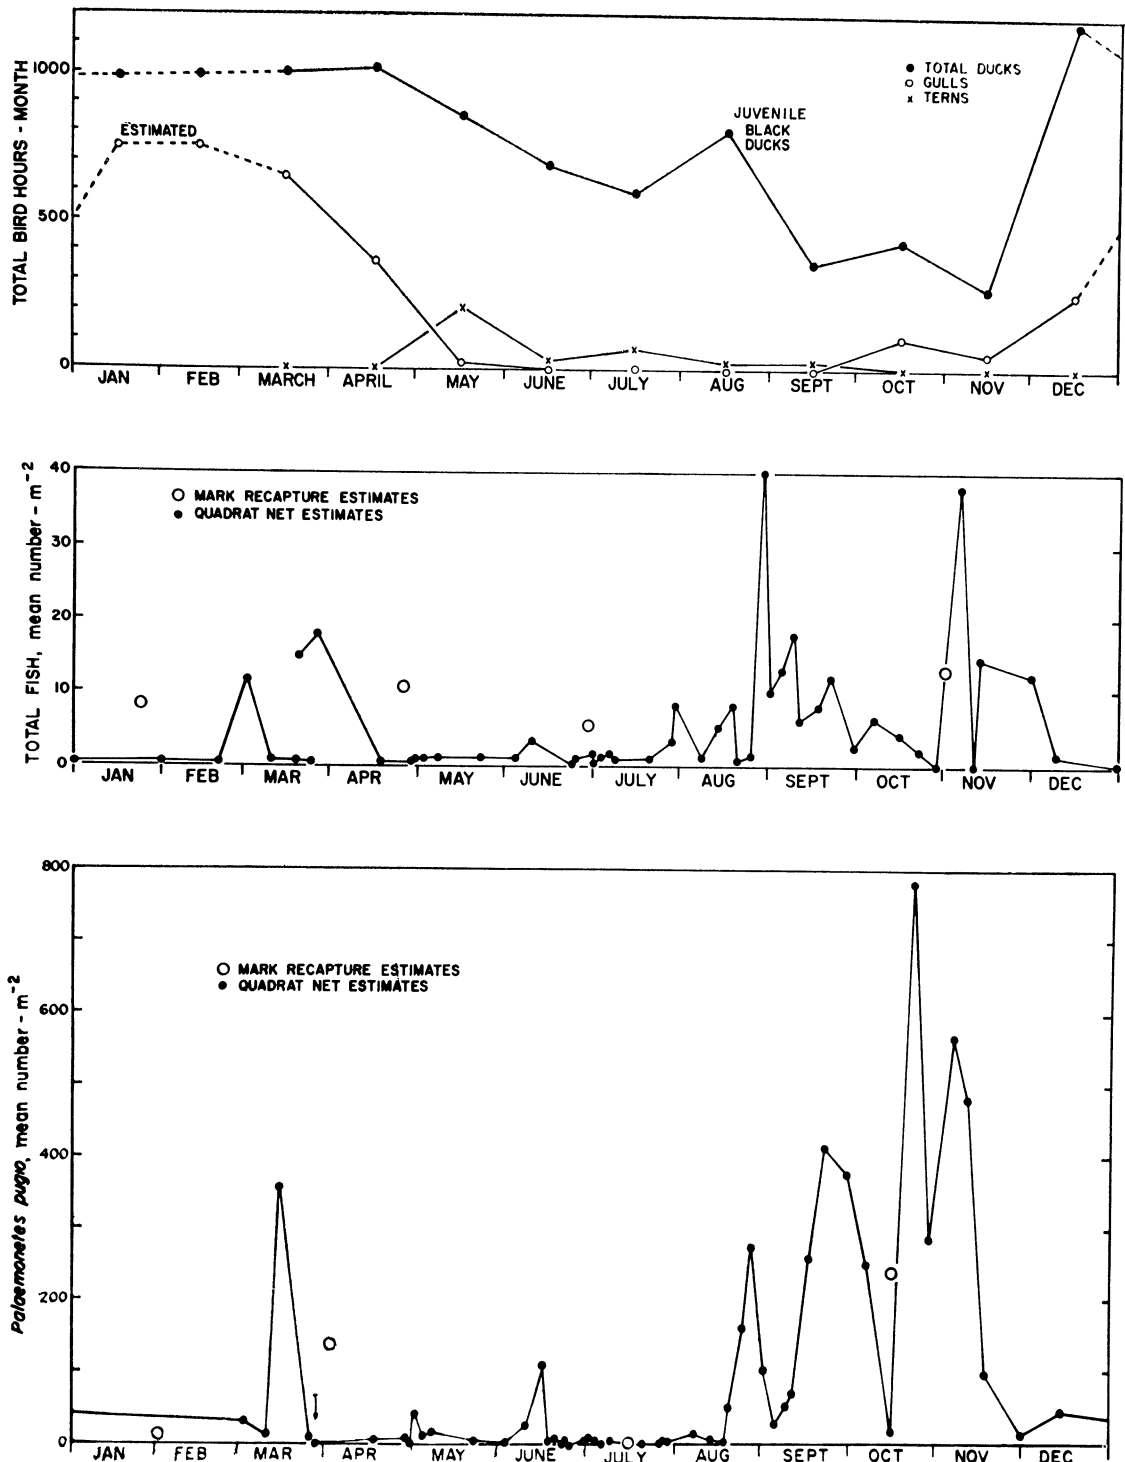 TOTAL BIRD HOURS - MONTH
1000
500
0
ESTIMATED
JUVENILE
BLACK
DUCKS
● TOTAL DUCKS
○ GULLS
x TERNS
JAN FEB MARCH APRIL MAY JUNE JULY AUG SEPT OCT NOV DEC
TOTAL FISH, mean number - m⁻²
40
30
20
10
0
○ MARK RECAPTURE ESTIMATES
● QUADRAT NET ESTIMATES
JAN FEB MAR APR MAY JUNE JULY AUG SEPT OCT NOV DEC
Palaemonetes pugio, mean number - m⁻²
800
600
400
200
0
○ MARK RECAPTURE ESTIMATES
● QUADRAT NET ESTIMATES
JAN FEB MAR APR MAY JUNE JULY AUG SEPT OCT NOV DEC